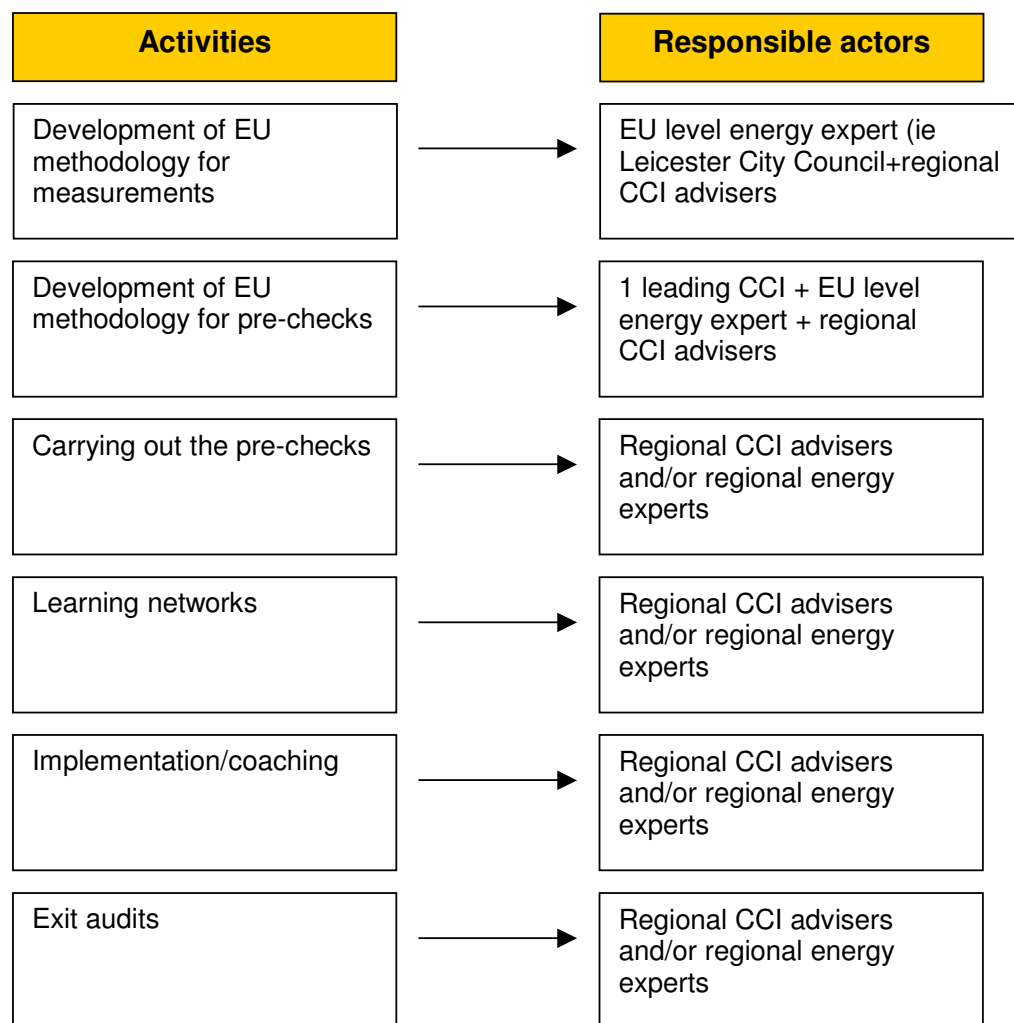 Activities
Responsible actors
Development of EU
methodology for
measurements
EU level energy expert (ie
Leicester City Council+regional
CCI advisers
Development of EU
methodology for pre-checks
1 leading CCI + EU level
energy expert + regional
CCI advisers
Carrying out the pre-checks
Regional CCI advisers
and/or regional energy
experts
Learning networks
Regional CCI advisers
and/or regional energy
experts
Implementation/coaching
Regional CCI advisers
and/or regional energy
experts
Exit audits
Regional CCI advisers
and/or regional energy
experts